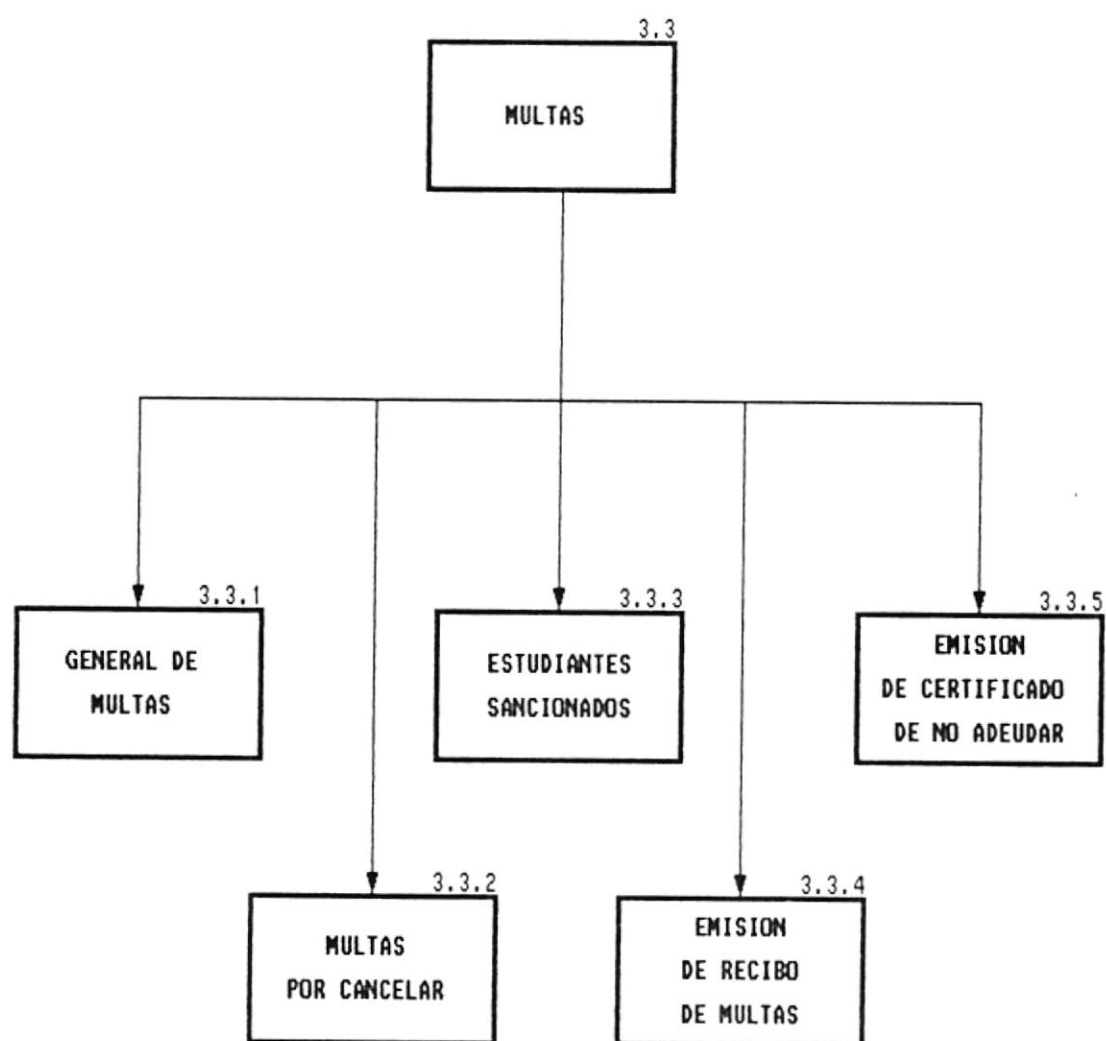 3.3
MULTAS
3.3.1
GENERAL DE
MULTAS
3.3.2
MULTAS
POR CANCELAR
3.3.3
ESTUDIANTES
SANCIONADOS
3.3.4
EMISION
DE RECIBO
DE MULTAS
3.3.5
EMISION
DE CERTIFICADO
DE NO ADEUDAR